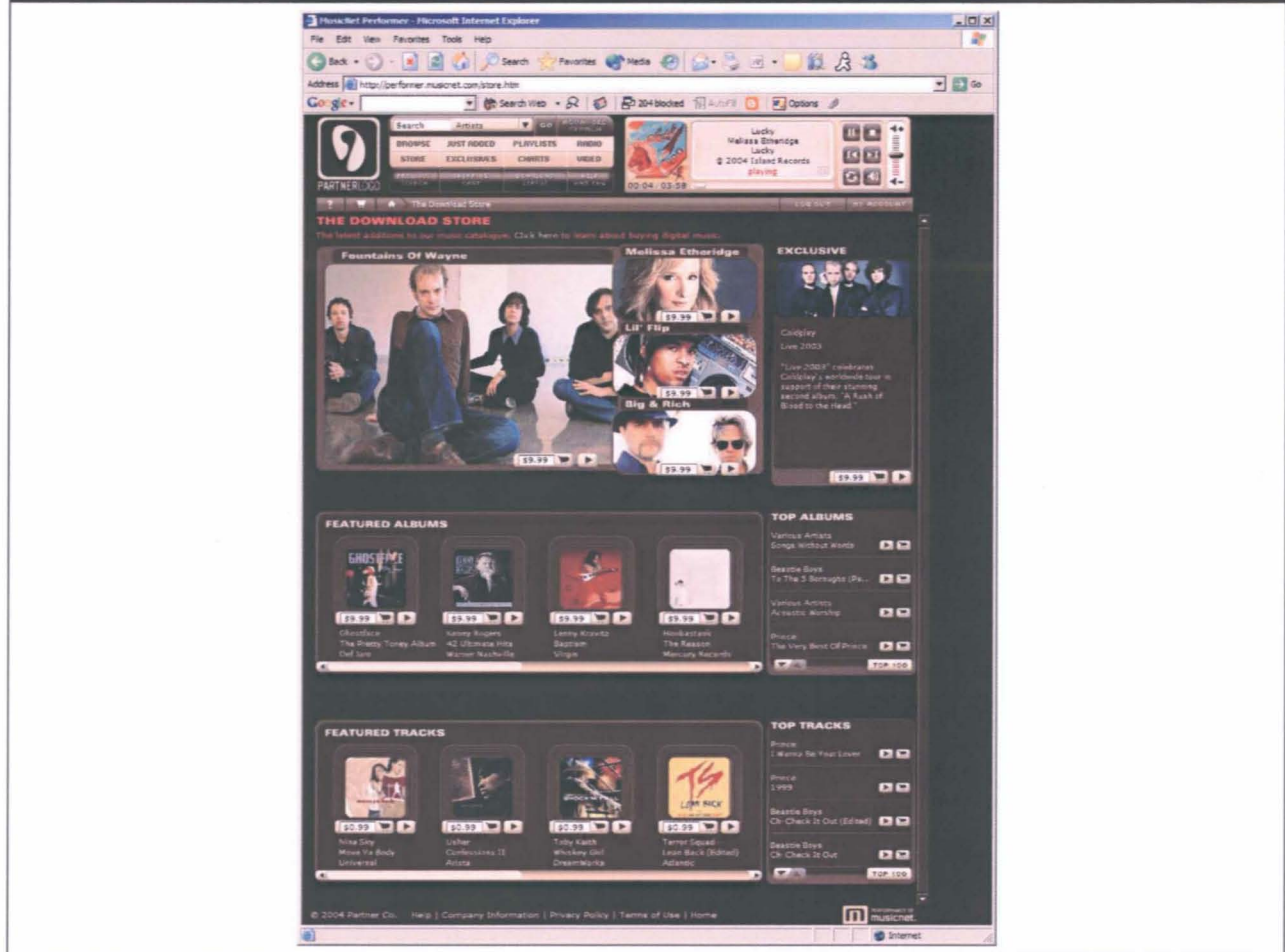 MusicNet Performer - Microsoft Internet Explorer
File Edit View Favorites Tools Help
Back Search Favorites Media
Address http://performer.musicnet.com/store.htm Go
Google Search Web 204 blocked AutoFill Options
Search Artists GO
BROWSE JUST ADDED PLAYLISTS RADIO
STORE EXCLUSIVES CHARTS VIDEO
PARTNERLOGO
Lucky
Melissa Etheridge
Lucky
© 2004 Island Records
playing
00:04 / 03:58
? The Download Store LOG OUT MY ACCOUNT
THE DOWNLOAD STORE
The latest additions to our music catalogue. Click here to learn about buying digital music.
Fountains Of Wayne
$9.99
Melissa Etheridge
$9.99
Lil' Flip
$9.99
Big & Rich
$9.99
EXCLUSIVE
Coldplay
Live 2003
"Live 2003" celebrates
Coldplay's worldwide tour in
support of their stunning
second album, "A Rush of
Blood to the Head."
$9.99
FEATURED ALBUMS
GHOSTFACE
$9.99 $9.99 $9.99 $9.99
Ghostface Kenny Rogers Lenny Kravitz Hoobastank
The Pretty Toney Album 42 Ultimate Hits Baptism The Reason
Def Jam Warner Nashville Virgin Mercury Records
TOP ALBUMS
Various Artists
Songs Without Words
Beastie Boys
To The 5 Boroughs (Pa...
Various Artists
Acoustic Worship
Prince
The Very Best Of Prince
TOP 100
FEATURED TRACKS
TS
LEAN BACK
$0.99 $0.99 $0.99 $0.99
Nina Sky Usher Toby Keith Terror Squad
Move Ya Body Confessions II Whiskey Girl Lean Back (Edited)
Universal Arista DreamWorks Atlantic
TOP TRACKS
Prince
I Wanna Be Your Lover
Prince
1999
Beastie Boys
Ch-Check It Out (Edited)
Beastie Boys
Ch-Check It Out
TOP 100
© 2004 Partner Co. Help | Company Information | Privacy Policy | Terms of Use | Home
musicnet.
Internet